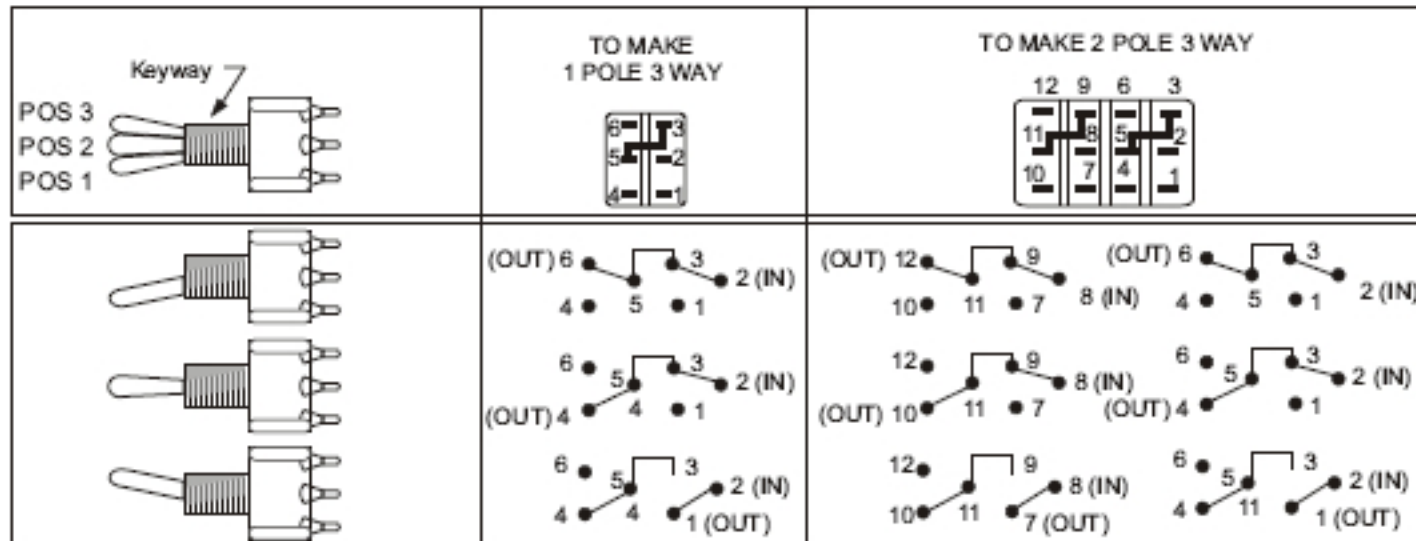 Keyway
POS 3
POS 2
POS 1
TO MAKE
1 POLE 3 WAY
6 3
5 2
4 1
TO MAKE 2 POLE 3 WAY
12 9 6 3
11 8 5 2
10 7 4 1
(OUT) 6 3
2 (IN)
4 5 1
(OUT) 12 9
8 (IN)
10 11 7
(OUT) 6 3
2 (IN)
4 5 1
6 3
5 2 (IN)
(OUT) 4 4 1
12 9
8 (IN)
(OUT) 10 11 7
6 3
5 2 (IN)
(OUT) 4 1
6 3
5 2 (IN)
4 4 1 (OUT)
12 9
8 (IN)
10 11 7 (OUT)
6 3
5 2 (IN)
4 11 1 (OUT)